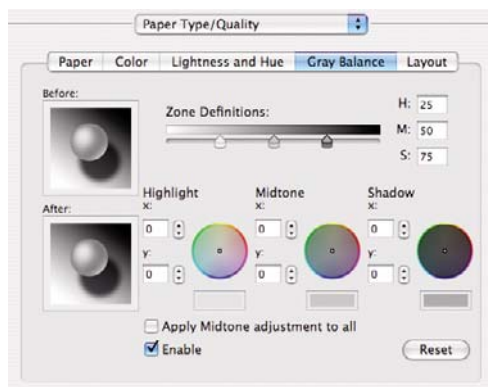 Paper Type/Quality
Paper Color Lightness and Hue Gray Balance Layout
Before:
Zone Definitions:
H: 25
M: 50
S: 75
After:
Highlight Midtone Shadow
x: x: x:
0 0 0
y: y: y:
0 0 0
Apply Midtone adjustment to all
Enable
Reset